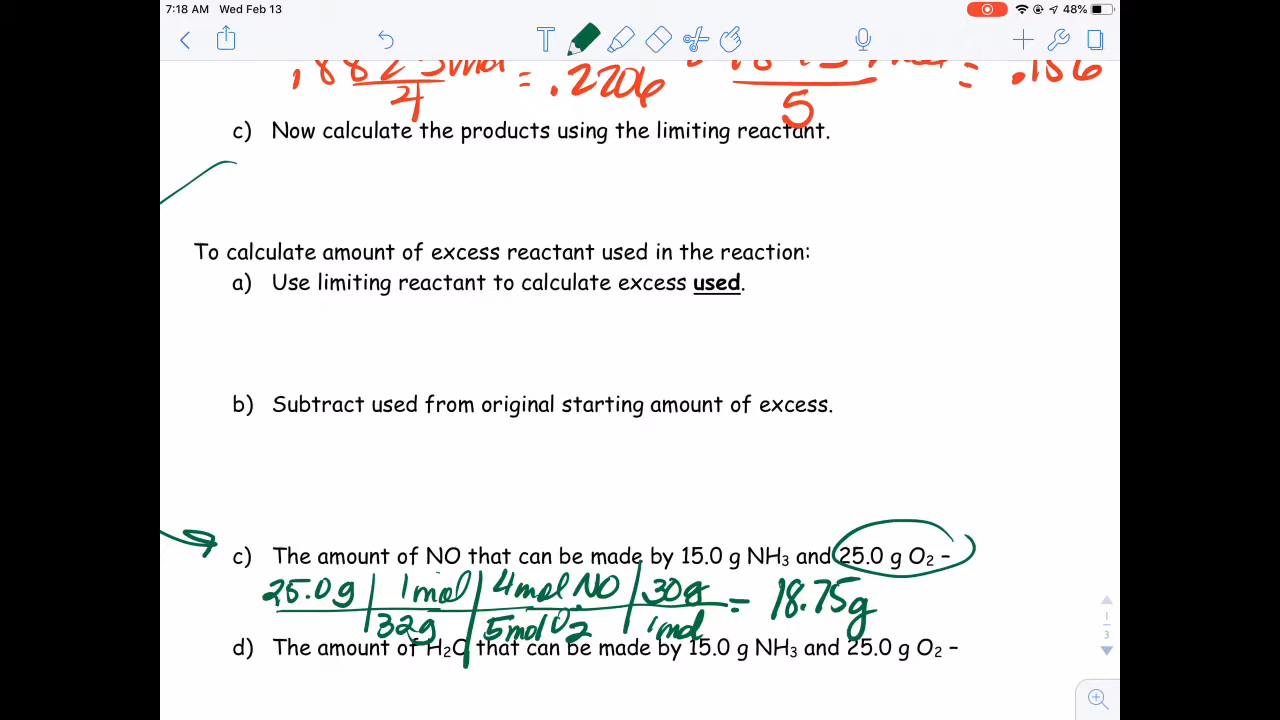 7:18 AM Wed Feb 13
48%
T
4 = .2206
5 =
c) Now calculate the products using the limiting reactant.
To calculate amount of excess reactant used in the reaction:
a) Use limiting reactant to calculate excess used.
b) Subtract used from original starting amount of excess.
c) The amount of NO that can be made by 15.0 g NH₃ and 25.0 g O₂ –
25.0g | 1mol | 4mol NO | 30g = 18.75g
32g | 5mol O2 | 1mol
d) The amount of H₂O that can be made by 15.0 g NH₃ and 25.0 g O₂ –
1
3